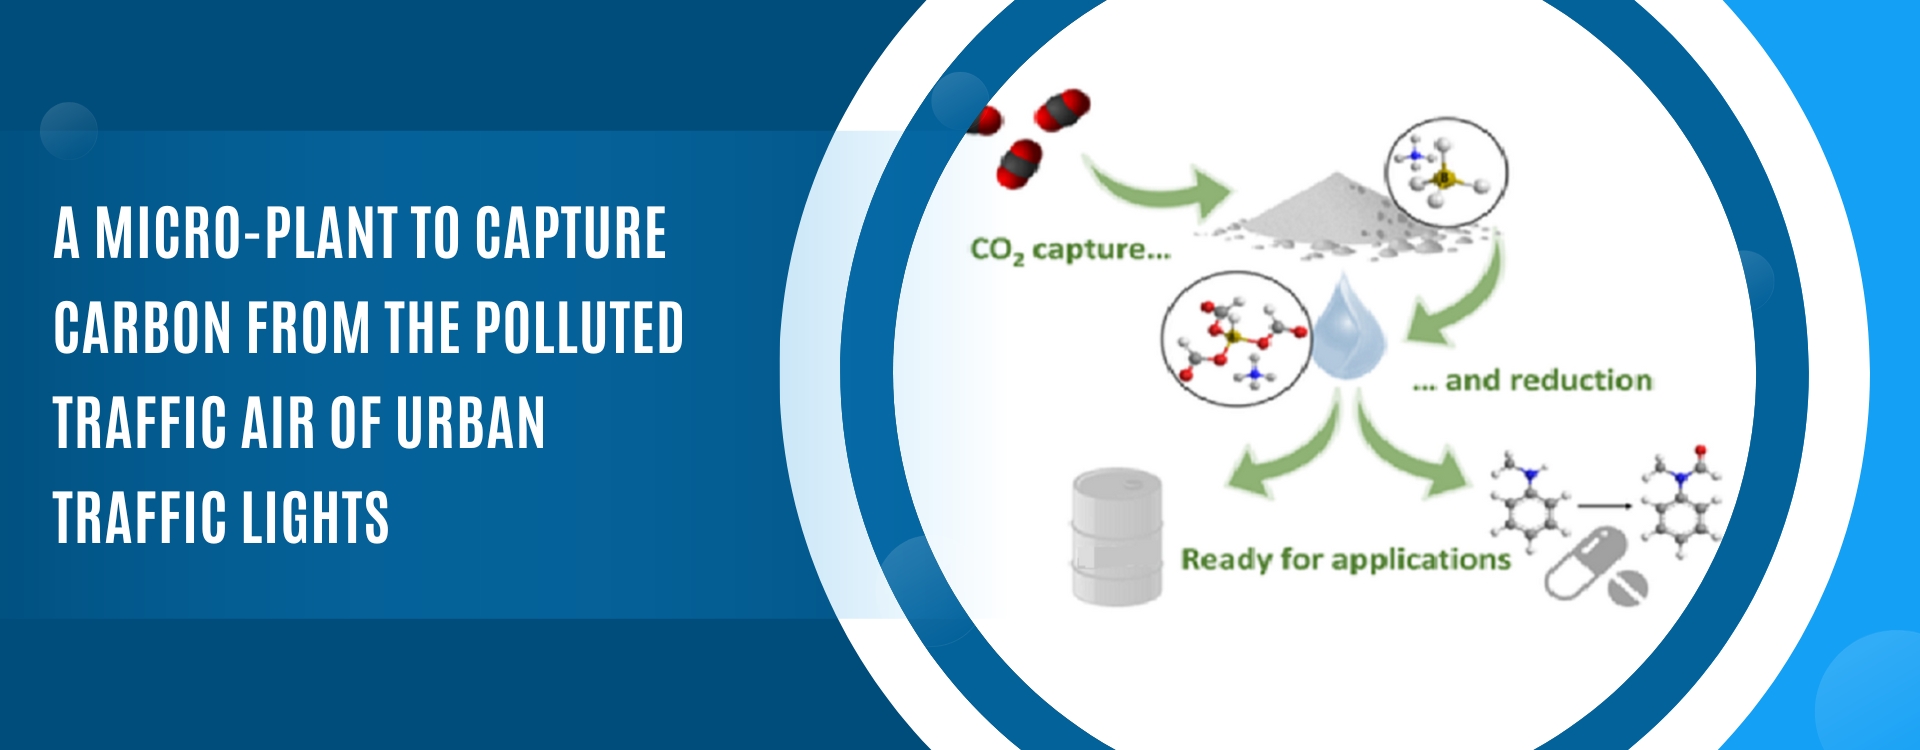 A MICRO-PLANT TO CAPTURE
CARBON FROM THE POLLUTED
TRAFFIC AIR OF URBAN
TRAFFIC LIGHTS
CO₂ capture...
... and reduction
Ready for applications